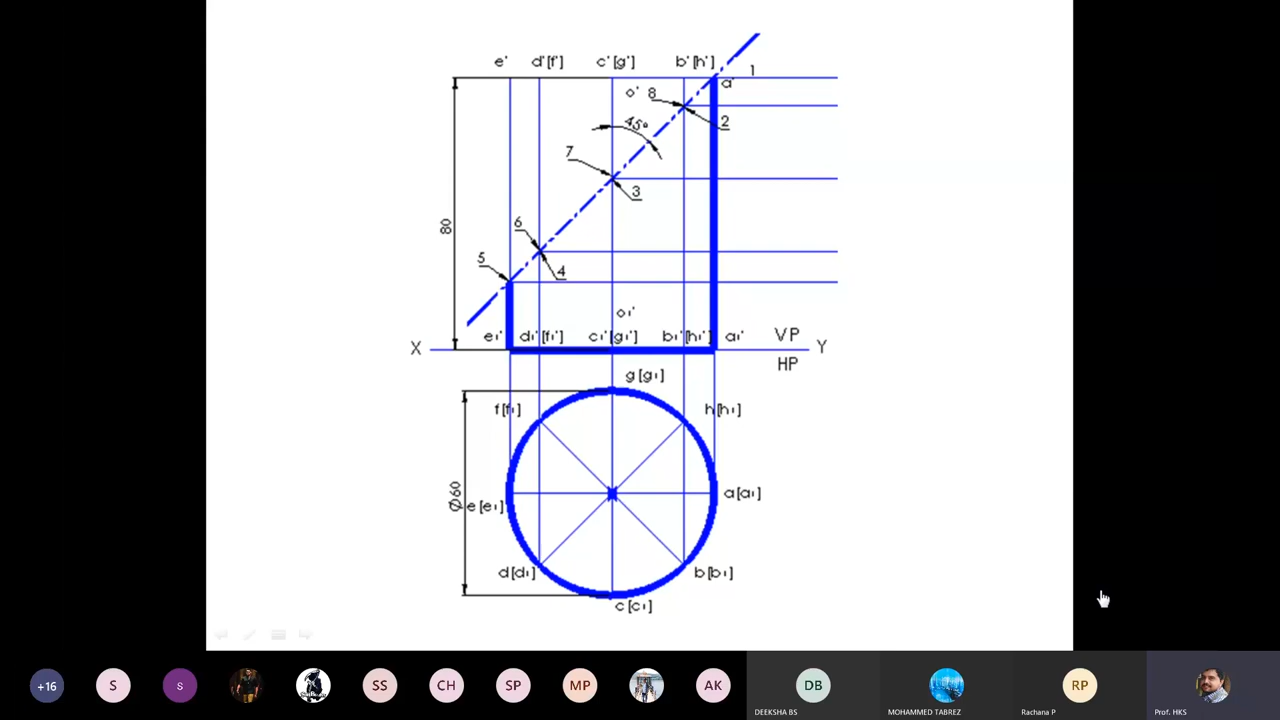 e' d'[f'] c'[g'] b'[h'] 1
a'
o' 8
45° 2
7
3
6
5 4
80
o₁'
e₁' d₁'[f₁'] c₁'[g₁'] b₁'[h₁'] a₁' VP
X Y
HP
g[g₁]
f[f₁] h[h₁]
Ø60
e[e₁] a[a₁]
d[d₁] b[b₁]
c[c₁]
+16 S S SS CH SP MP AK DB RP
DEEKSHA BS MOHAMMED TABREZ Rachana P Prof. HKS